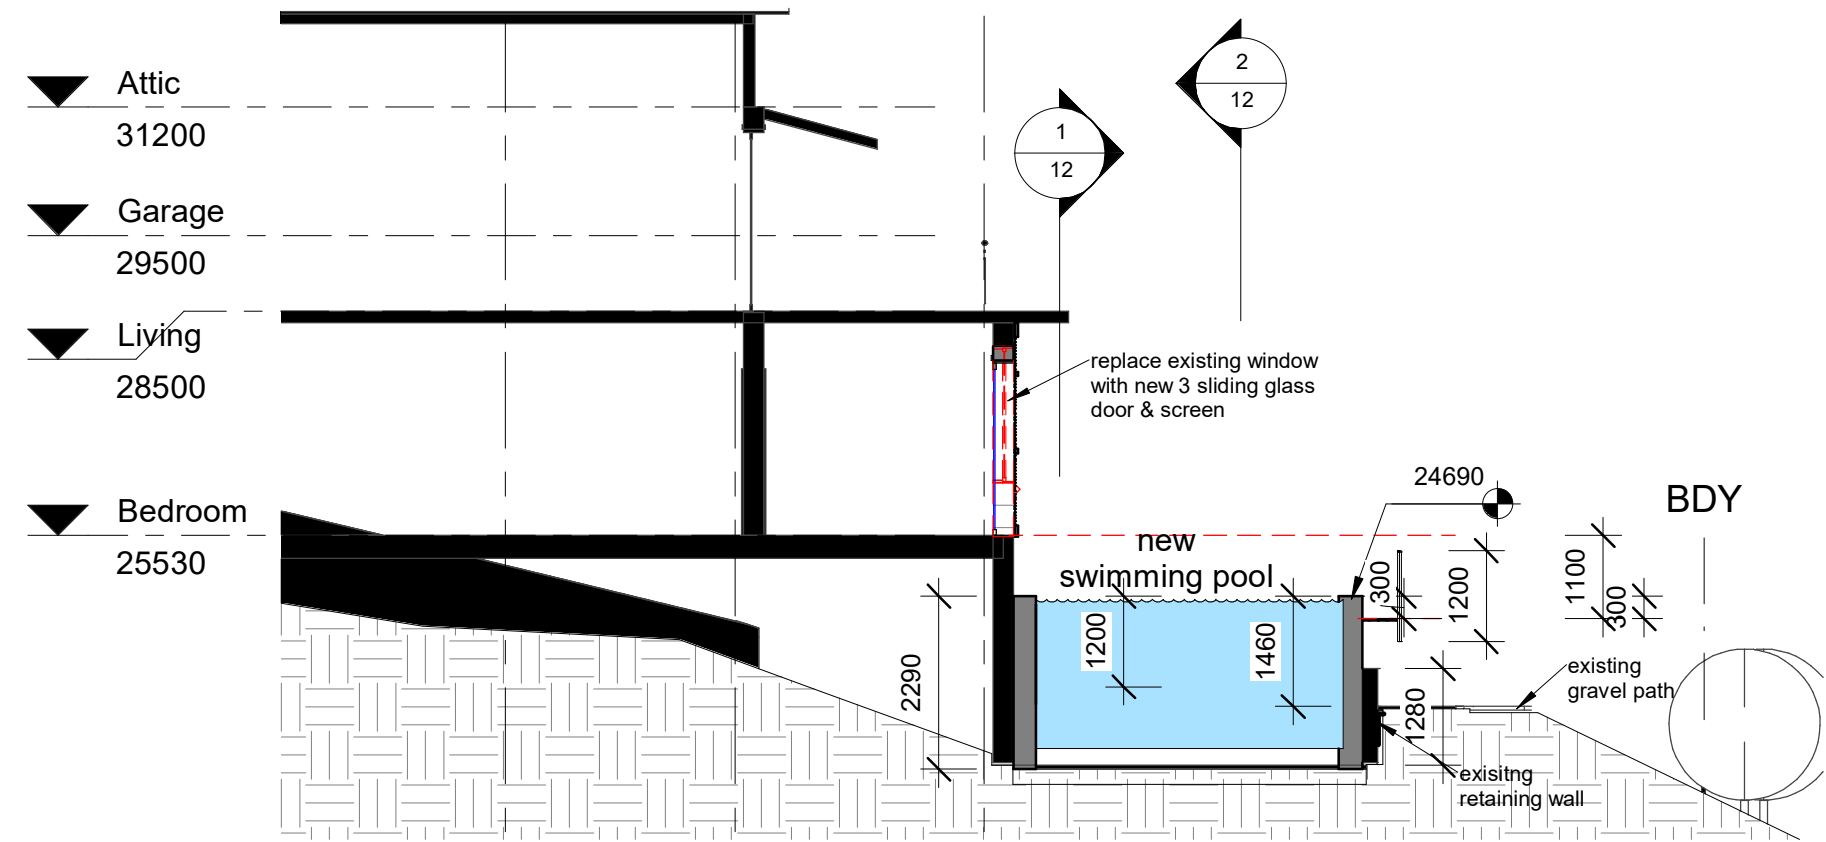 Attic
31200
Garage
29500
Living
28500
Bedroom
25530
2
12
1
12
replace existing window
with new 3 sliding glass
door & screen
24690
BDY
new
swimming pool
2290
1200
1460
300
1200
1100
300
1280
existing
gravel path
exisitng
retaining wall